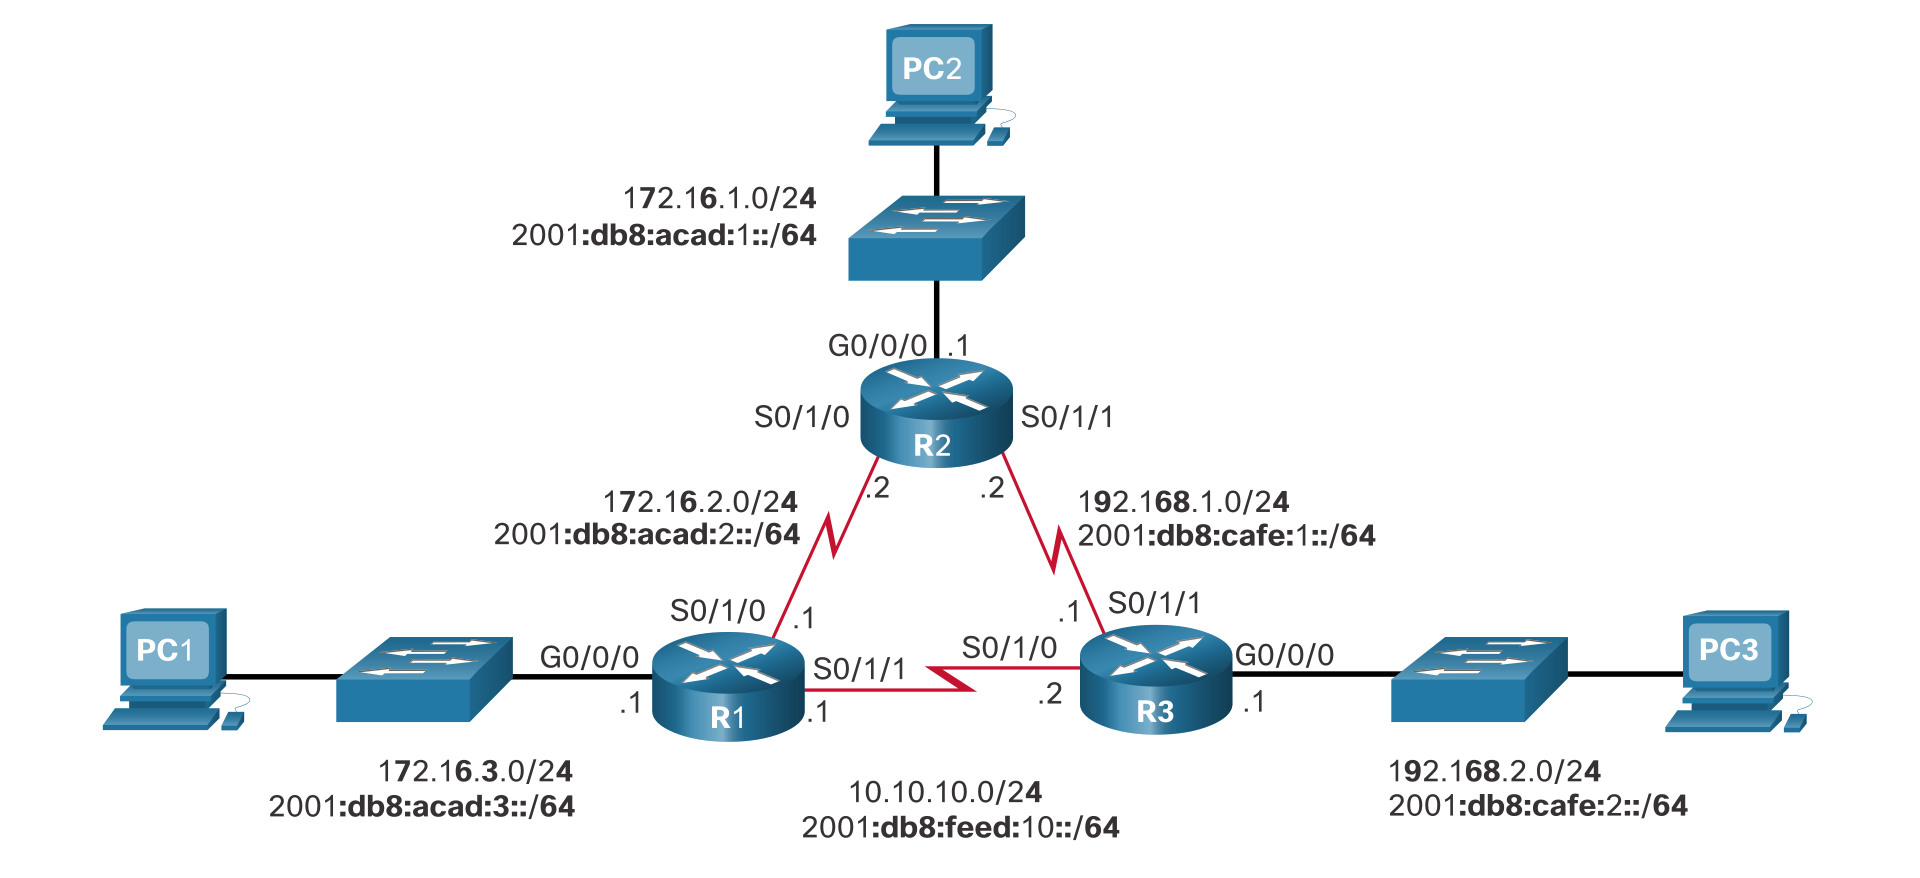 PC2
172.16.1.0/24
2001:db8:acad:1::/64
G0/0/0 .1
S0/1/0
S0/1/1
R2
.2
.2
172.16.2.0/24
2001:db8:acad:2::/64
192.168.1.0/24
2001:db8:cafe:1::/64
S0/1/0
.1
.1
S0/1/1
PC1
G0/0/0
.1
R1
S0/1/1
.1
S0/1/0
.2
R3
G0/0/0
.1
PC3
172.16.3.0/24
2001:db8:acad:3::/64
10.10.10.0/24
2001:db8:feed:10::/64
192.168.2.0/24
2001:db8:cafe:2::/64